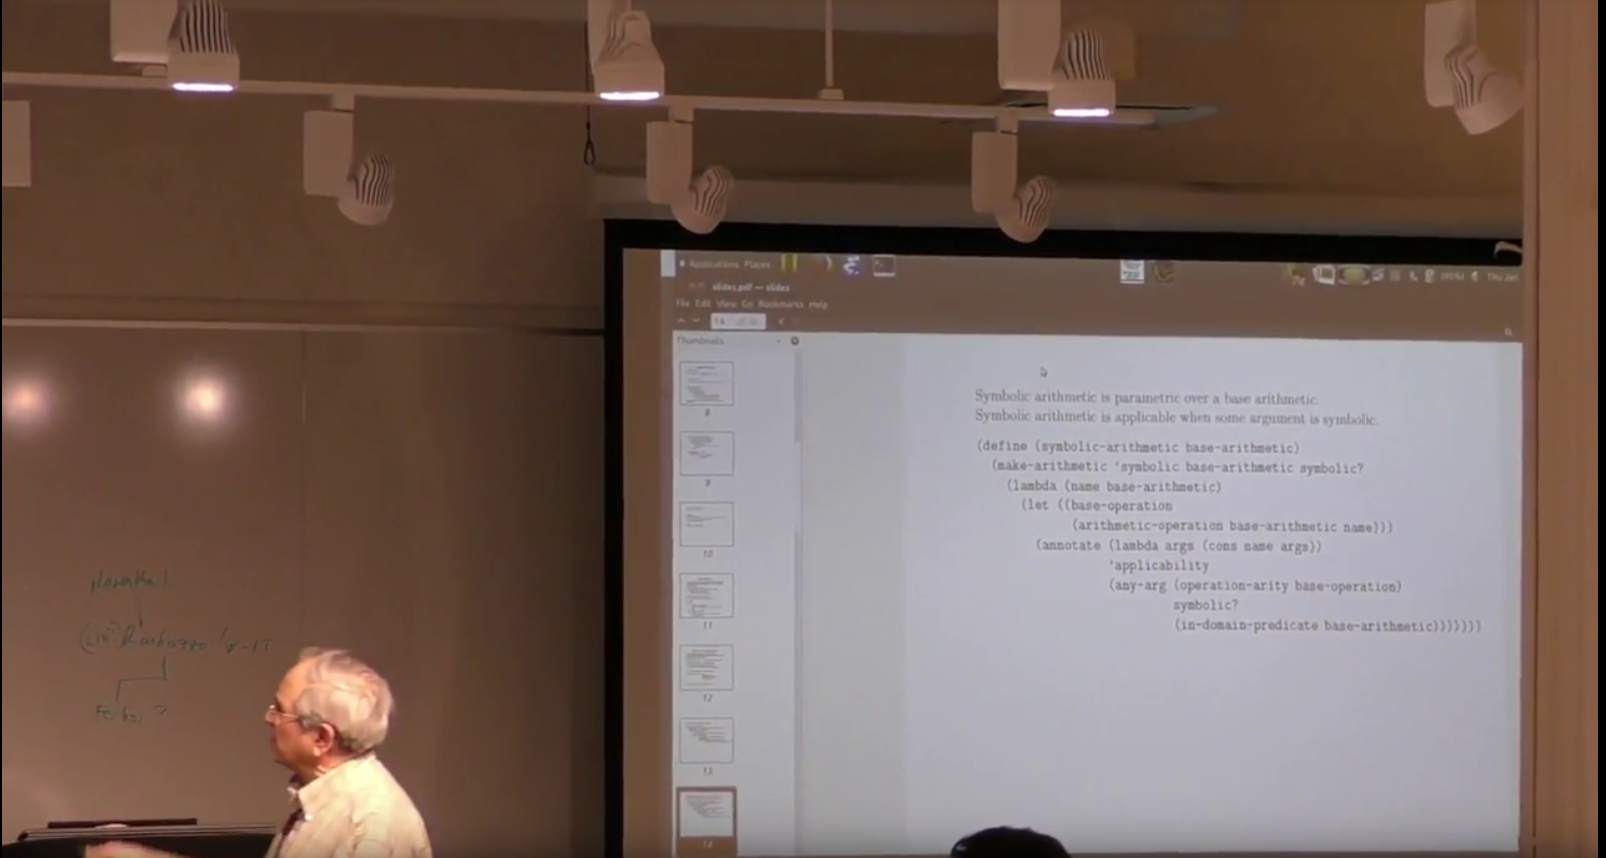 Applications Places
slides.pdf — slides
File Edit View Go Bookmarks Help
Thumbnails
8
9
10
11
12
13
14
Symbolic arithmetic is parametric over a base arithmetic.
Symbolic arithmetic is applicable when some argument is symbolic.
(define (symbolic-arithmetic base-arithmetic)
(make-arithmetic 'symbolic base-arithmetic symbolic?
(lambda (name base-arithmetic)
(let ((base-operation
(arithmetic-operation base-arithmetic name)))
(annotate (lambda args (cons name args))
'applicability
(any-arg (operation-arity base-operation)
symbolic?
(in-domain-predicate base-arithmetic)))))))